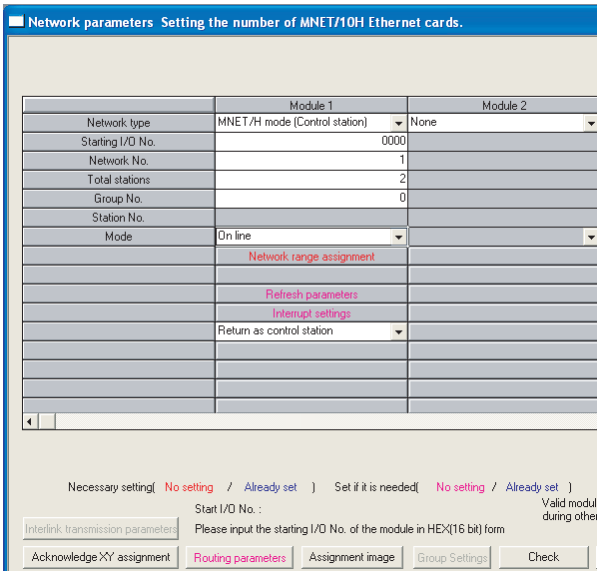 Network parameters Setting the number of MNET/10H Ethernet cards.
Module 1 Module 2
Network type MNET/H mode (Control station) None
Starting I/O No. 0000
Network No. 1
Total stations 2
Group No. 0
Station No.
Mode On line
Network range assignment
Refresh parameters
Interrupt settings
Return as control station
Necessary setting( No setting / Already set ) Set if it is needed( No setting / Already set )
Start I/O No. : Valid modul
during other
Interlink transmission parameters Please input the starting I/O No. of the module in HEX(16 bit) form
Acknowledge XY assignment Routing parameters Assignment image Group Settings Check